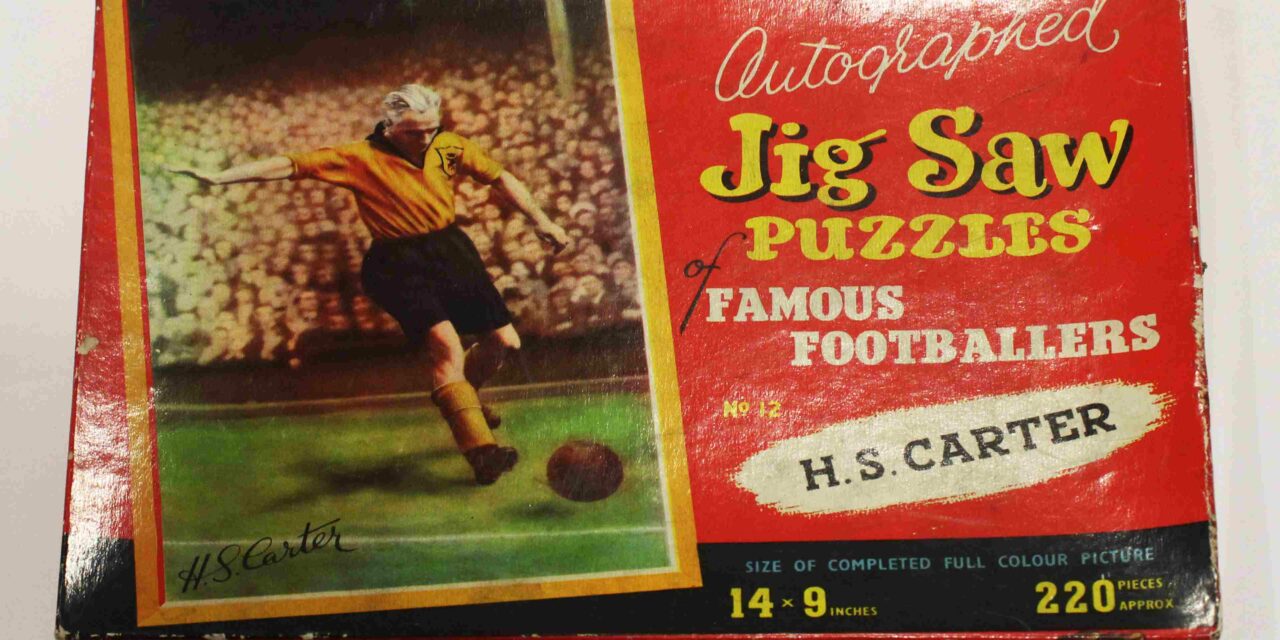 Autographed
Jig Saw
PUZZLES
of
FAMOUS
FOOTBALLERS
Nº 12
H.S. CARTER
H.S. Carter
SIZE OF COMPLETED FULL COLOUR PICTURE
14 × 9 INCHES
220 PIECES APPROX